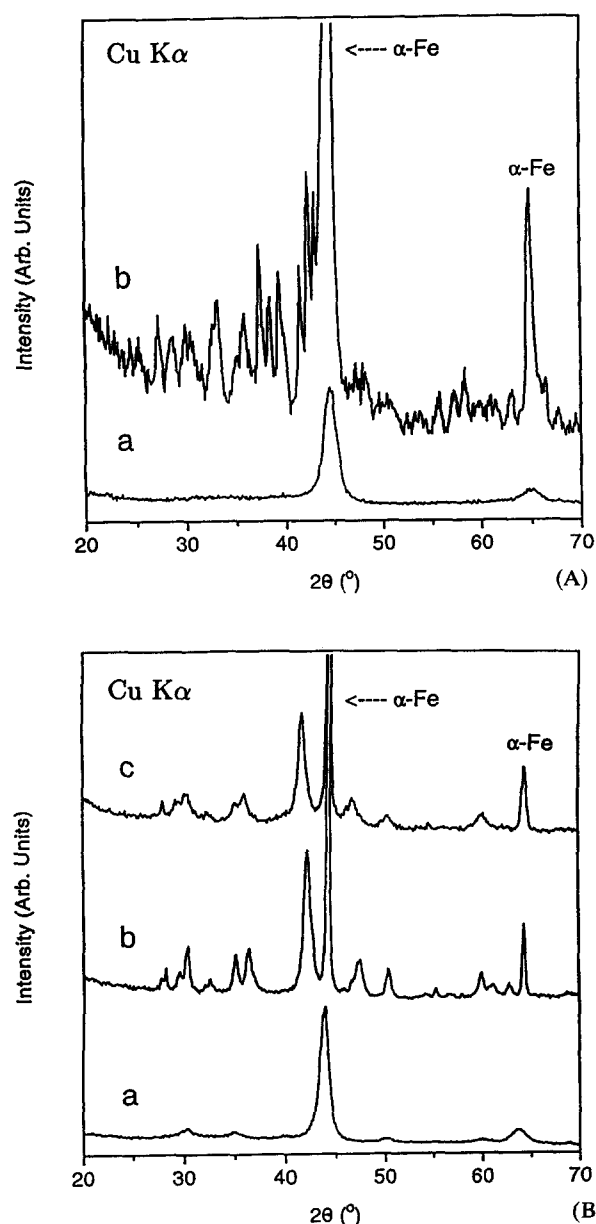 Cu Kα
<---- α-Fe
α-Fe
b
a
Intensity (Arb. Units)
20 30 40 50 60 70
2θ (°)
(A)
Cu Kα
<---- α-Fe
α-Fe
c
b
a
Intensity (Arb. Units)
20 30 40 50 60 70
2θ (°)
(B